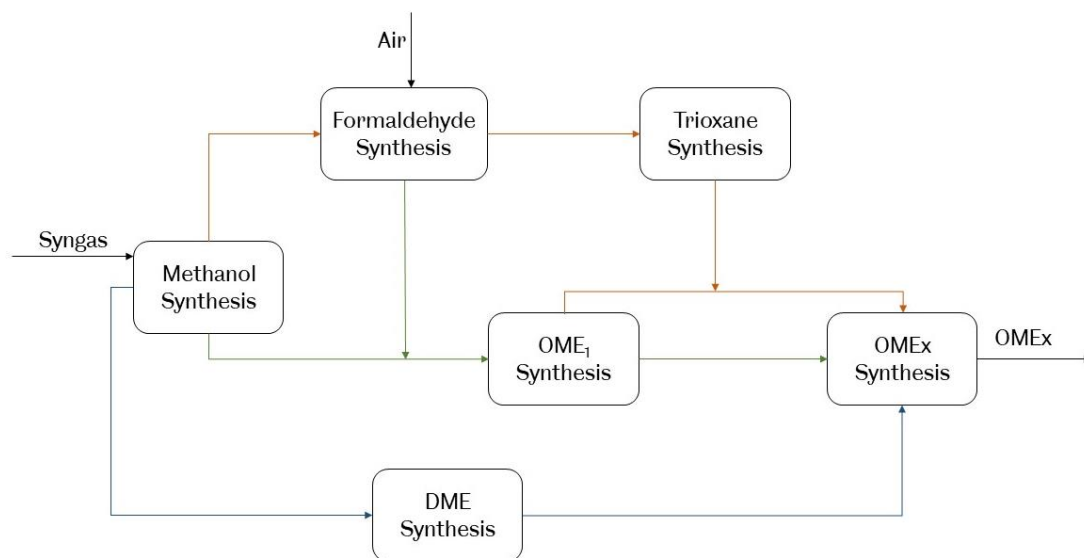 Air
Formaldehyde
Synthesis
Trioxane
Synthesis
Syngas
Methanol
Synthesis
OME₁
Synthesis
OMEx
Synthesis
OMEx
DME
Synthesis